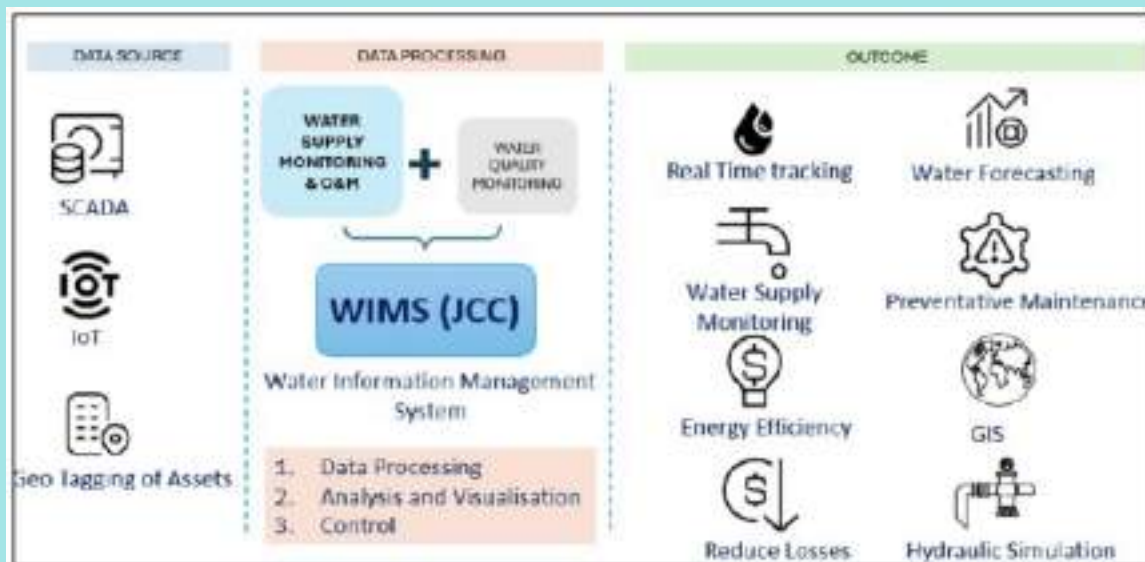 DATA SOURCE
SCADA
IOT
IoT
Geo Tagging of Assets
DATA PROCESSING
WATER
SUPPLY
MONITORING
& O&M
+
WATER
QUALITY
MONITORING
WIMS (JCC)
Water Information Management
System
1. Data Processing
2. Analysis and Visualisation
3. Control
OUTCOME
Real Time tracking
Water Forecasting
Water Supply
Monitoring
Preventative Maintenance
$
Energy Efficiency
GIS
$
Reduce Losses
Hydraulic Simulation